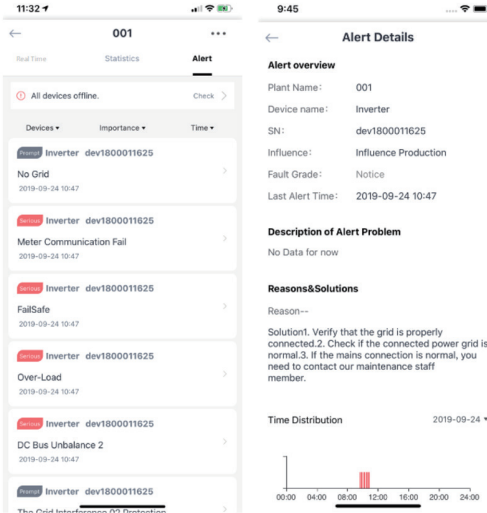 11:32
001
Real Time
Statistics
Alert
All devices offline.
Check
Devices
Importance
Time
Prompt Inverter dev1800011625
No Grid
2019-09-24 10:47
Serious Inverter dev1800011625
Meter Communication Fail
2019-09-24 10:47
Serious Inverter dev1800011625
FailSafe
2019-09-24 10:47
Serious Inverter dev1800011625
Over-Load
2019-09-24 10:47
Serious Inverter dev1800011625
DC Bus Unbalance 2
2019-09-24 10:47
Prompt Inverter dev1800011625
The Grid Interference 02 Protection
9:45
Alert Details
Alert overview
Plant Name: 001
Device name: Inverter
SN: dev1800011625
Influence: Influence Production
Fault Grade: Notice
Last Alert Time: 2019-09-24 10:47
Description of Alert Problem
No Data for now
Reasons&Solutions
Reason--
Solution1. Verify that the grid is properly
connected.2. Check if the connected power grid is
normal.3. If the mains connection is normal, you
need to contact our maintenance staff
member.
Time Distribution 2019-09-24
00:00 04:00 08:00 12:00 16:00 20:00 24:00